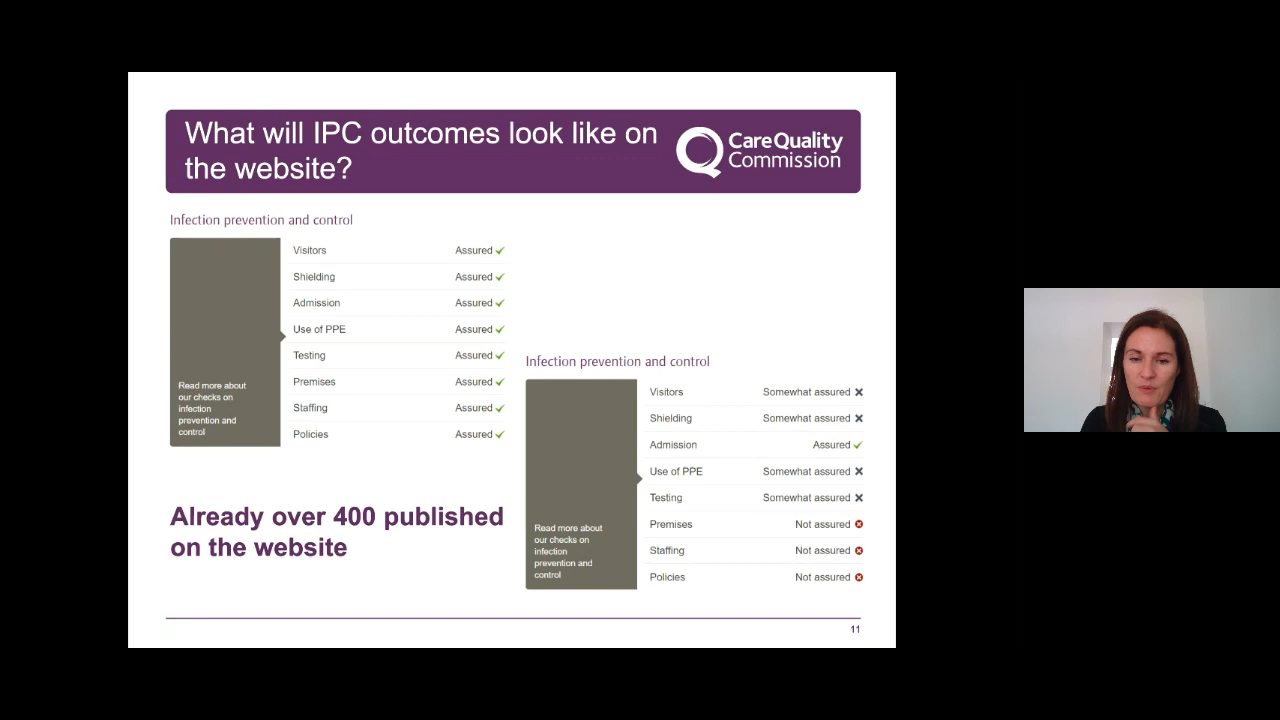 What will IPC outcomes look like on
the website?
CareQuality
Commission
Infection prevention and control
Visitors Assured
Shielding Assured
Admission Assured
Use of PPE Assured
Testing Assured
Premises Assured
Staffing Assured
Policies Assured
Read more about
our checks on
infection
prevention and
control
Already over 400 published
on the website
Infection prevention and control
Visitors Somewhat assured
Shielding Somewhat assured
Admission Assured
Use of PPE Somewhat assured
Testing Somewhat assured
Premises Not assured
Staffing Not assured
Policies Not assured
Read more about
our checks on
infection
prevention and
control
11